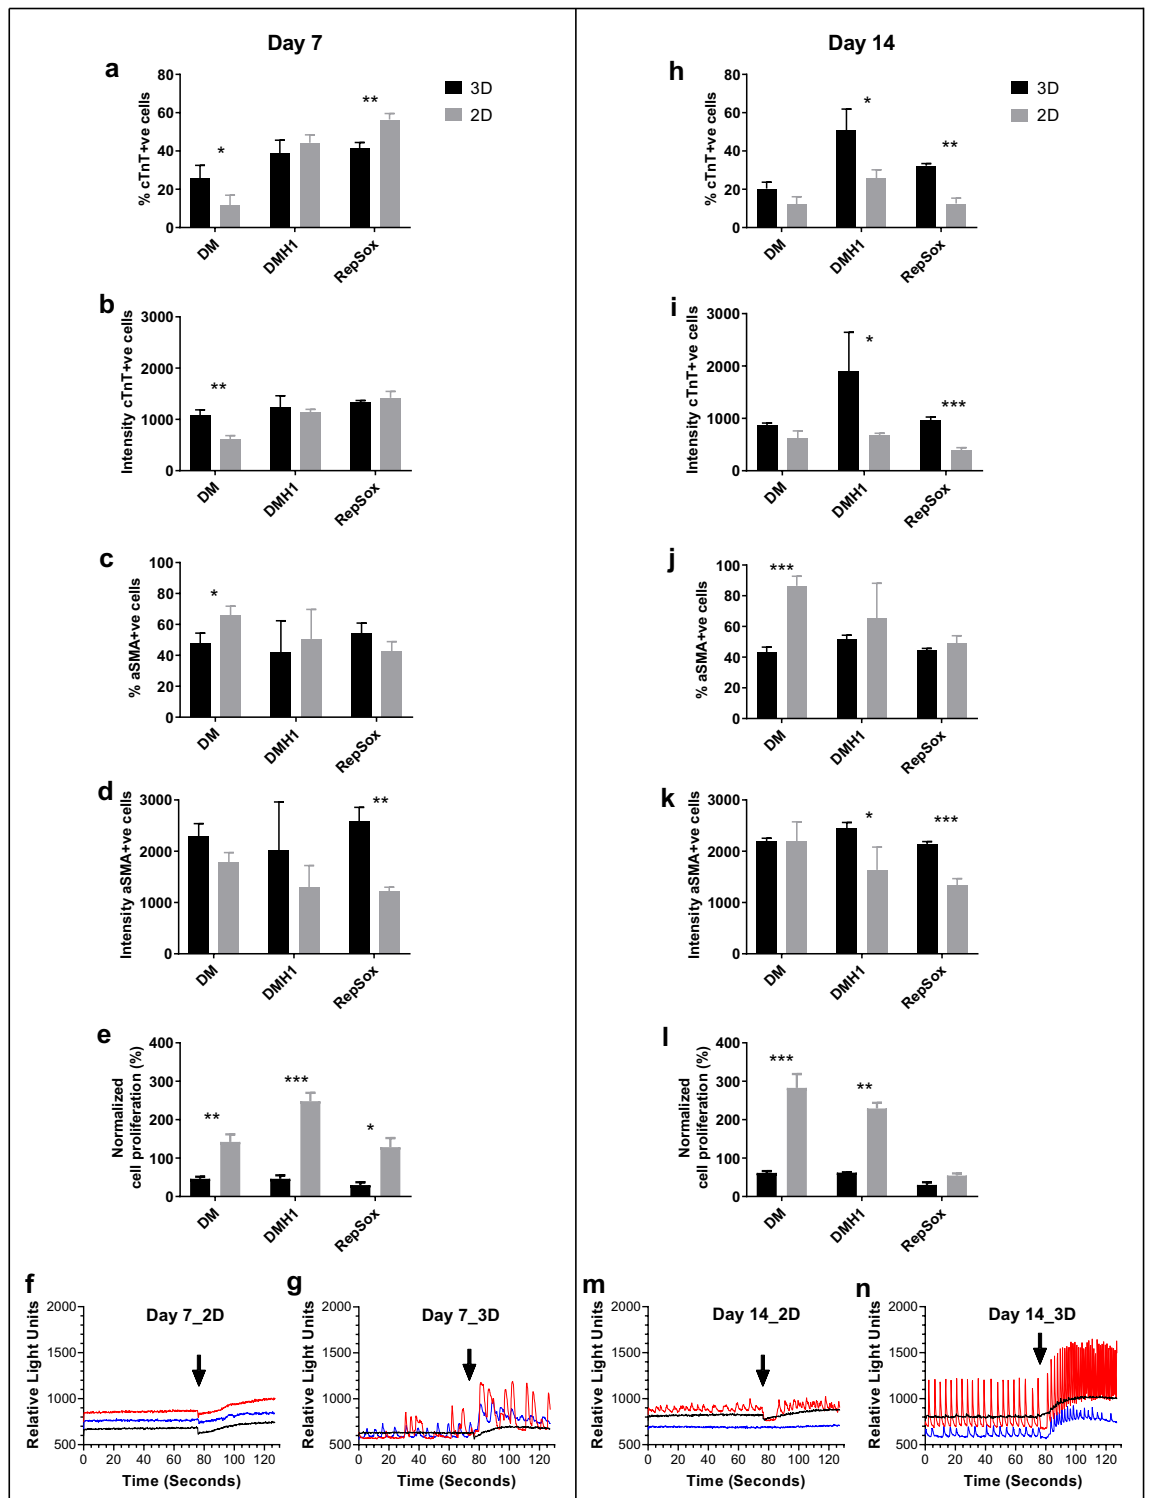 Day 7
a
% cTnT+ve cells
80
60
40
20
0
*
**
DM
DMH1
RepSox
3D
2D
b
Intensity cTnT+ve cells
3000
2000
1000
0
**
DM
DMH1
RepSox
c
% aSMA+ve cells
100
80
60
40
20
0
*
DM
DMH1
RepSox
d
Intensity aSMA+ve cells
3000
2000
1000
0
**
DM
DMH1
RepSox
e
Normalized
cell proliferation (%)
400
300
200
100
0
**
***
*
DM
DMH1
RepSox
f
Relative Light Units
2000
1500
1000
500
Day 7_2D
0 20 40 60 80 100 120
Time (Seconds)
g
Relative Light Units
2000
1500
1000
500
Day 7_3D
0 20 40 60 80 100 120
Time (Seconds)
Day 14
h
% cTnT+ve cells
80
60
40
20
0
*
**
DM
DMH1
RepSox
3D
2D
i
Intensity cTnT+ve cells
3000
2000
1000
0
*
***
DM
DMH1
RepSox
j
% aSMA+ve cells
100
80
60
40
20
0
***
DM
DMH1
RepSox
k
Intensity aSMA+ve cells
3000
2000
1000
0
*
***
DM
DMH1
RepSox
l
Normalized
cell proliferation (%)
400
300
200
100
0
***
**
DM
DMH1
RepSox
m
Relative Light Units
2000
1500
1000
500
Day 14_2D
0 20 40 60 80 100 120
Time (Seconds)
n
Relative Light Units
2000
1500
1000
500
Day 14_3D
0 20 40 60 80 100 120
Time (Seconds)